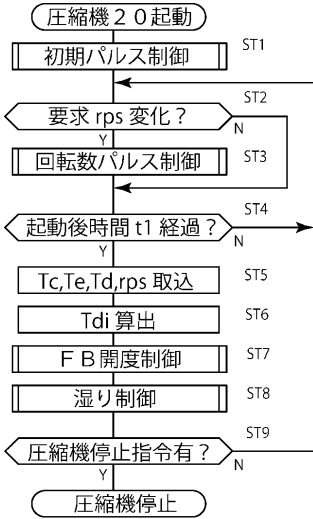 圧縮機２０起動
初期パルス制御
ST1
ST2
要求 rps 変化？
N
Y
回転数パルス制御
ST3
ST4
起動後時間 t1 経過？
N
Y
Tc,Te,Td,rps 取込
ST5
Tdi 算出
ST6
ＦＢ開度制御
ST7
湿り制御
ST8
ST9
圧縮機停止指令有？
Y
N
圧縮機停止